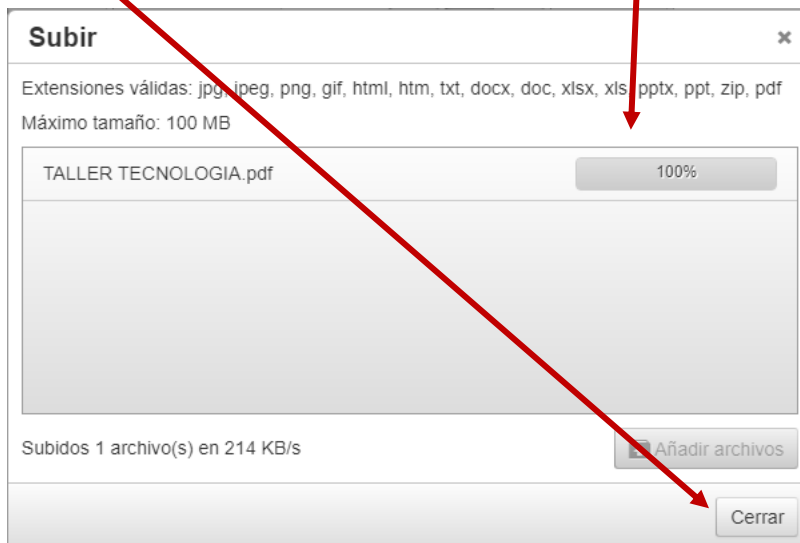 Subir
Extensiones válidas: jpg, jpeg, png, gif, html, htm, txt, docx, doc, xlsx, xls, pptx, ppt, zip, pdf
Máximo tamaño: 100 MB
TALLER TECNOLOGIA.pdf 100%
Subidos 1 archivo(s) en 214 KB/s Añadir archivos
Cerrar